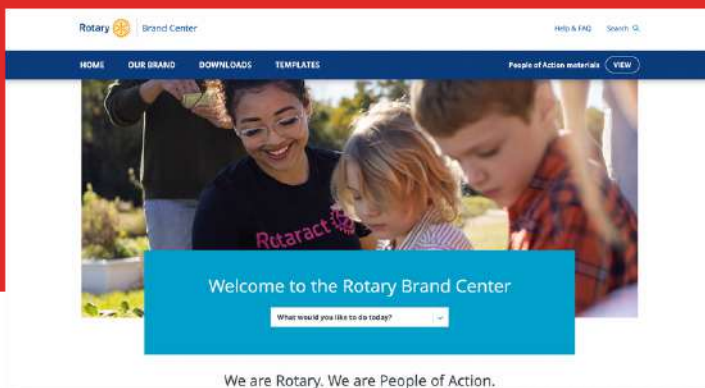 Rotary Brand Center
Help & FAQ Search
HOME OUR BRAND DOWNLOADS TEMPLATES People of Action materials VIEW
Rotaract
Welcome to the Rotary Brand Center
What would you like to do today?
We are Rotary. We are People of Action.